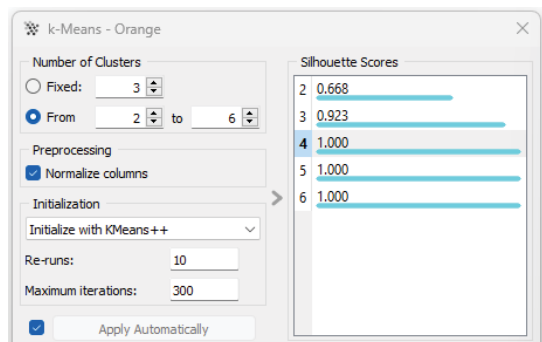 k-Means - Orange
Number of Clusters
Fixed: 3
From 2 to 6
Preprocessing
Normalize columns
Initialization
Initialize with KMeans++
Re-runs: 10
Maximum iterations: 300
Apply Automatically
Silhouette Scores
2 0.668
3 0.923
4 1.000
5 1.000
6 1.000